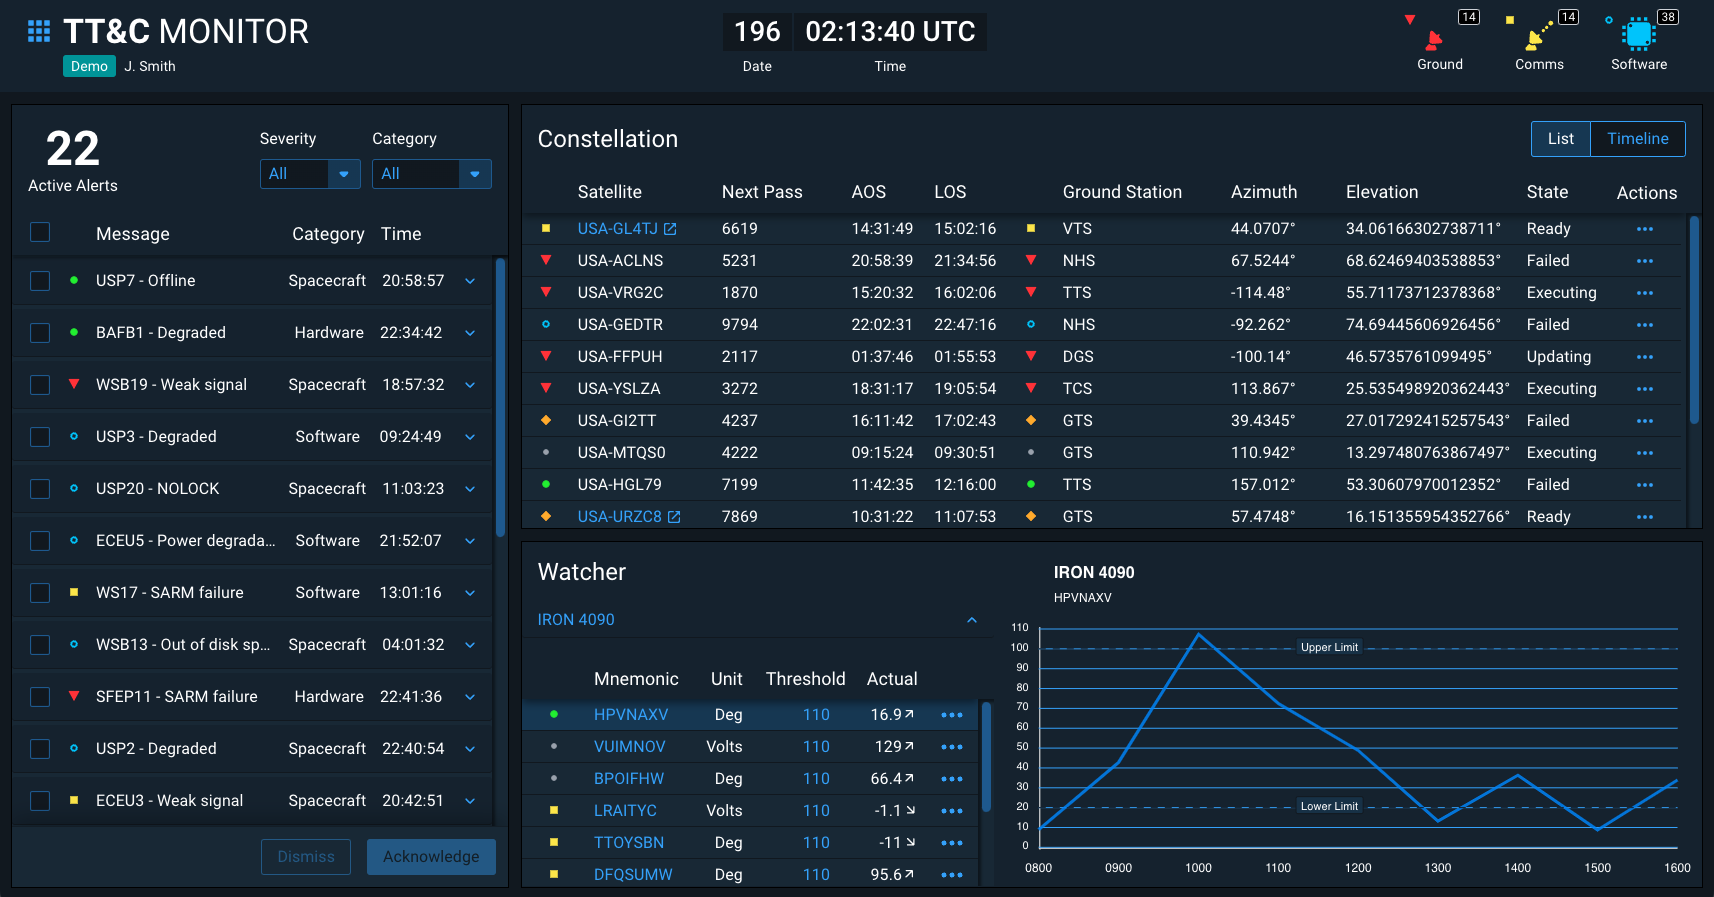 TT&C MONITOR
Demo J. Smith
196 02:13:40 UTC
Date Time
14 14 38
Ground Comms Software
22
Active Alerts
Severity Category
All All
Message Category Time
USP7 - Offline Spacecraft 20:58:57
BAFB1 - Degraded Hardware 22:34:42
WSB19 - Weak signal Spacecraft 18:57:32
USP3 - Degraded Software 09:24:49
USP20 - NOLOCK Spacecraft 11:03:23
ECEU5 - Power degrada... Software 21:52:07
WS17 - SARM failure Software 13:01:16
WSB13 - Out of disk sp... Spacecraft 04:01:32
SFEP11 - SARM failure Hardware 22:41:36
USP2 - Degraded Spacecraft 22:40:54
ECEU3 - Weak signal Spacecraft 20:42:51
Dismiss Acknowledge
Constellation
List Timeline
Satellite Next Pass AOS LOS Ground Station Azimuth Elevation State Actions
USA-GL4TJ 6619 14:31:49 15:02:16 VTS 44.0707° 34.06166302738711° Ready
USA-ACLNS 5231 20:58:39 21:34:56 NHS 67.5244° 68.62469403538853° Failed
USA-VRG2C 1870 15:20:32 16:02:06 TTS -114.48° 55.71173712378368° Executing
USA-GEDTR 9794 22:02:31 22:47:16 NHS -92.262° 74.69445606926456° Failed
USA-FFPUH 2117 01:37:46 01:55:53 DGS -100.14° 46.5735761099495° Updating
USA-YSLZA 3272 18:31:17 19:05:54 TCS 113.867° 25.535498920362443° Executing
USA-GI2TT 4237 16:11:42 17:02:43 GTS 39.4345° 27.017292415257543° Failed
USA-MTQS0 4222 09:15:24 09:30:51 GTS 110.942° 13.297480763867497° Executing
USA-HGL79 7199 11:42:35 12:16:00 TTS 157.012° 53.30607970012352° Failed
USA-URZC8 7869 10:31:22 11:07:53 GTS 57.4748° 16.151355954352766° Ready
Watcher
IRON 4090
Mnemonic Unit Threshold Actual
HPVNAXV Deg 110 16.9
VUIMNOV Volts 110 129
BPOIFHW Deg 110 66.4
LRAITYC Volts 110 -1.1
TTOYSBN Deg 110 -11
DFQSUMW Deg 110 95.6
IRON 4090
HPVNAXV
110
100
90
80
70
60
50
40
30
20
10
0
Upper Limit
Lower Limit
0800 0900 1000 1100 1200 1300 1400 1500 1600